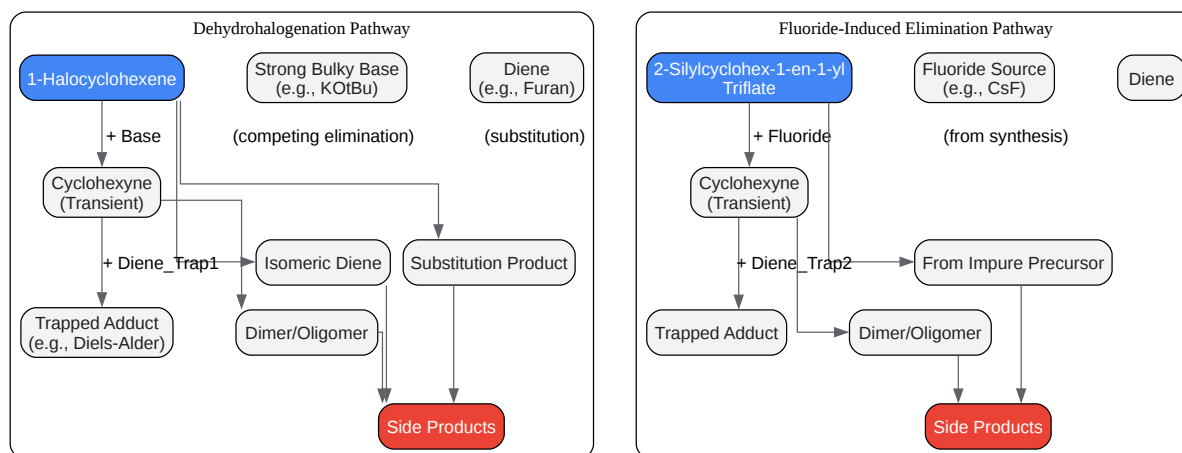 Dehydrohalogenation Pathway
1-Halocyclohexene
Strong Bulky Base
(e.g., KOtBu)
Diene
(e.g., Furan)
+ Base
(competing elimination)
(substitution)
Cyclohexyne
(Transient)
+ Diene_Trap1
Isomeric Diene
Substitution Product
Trapped Adduct
(e.g., Diels-Alder)
Dimer/Oligomer
Side Products
Fluoride-Induced Elimination Pathway
2-Silylcyclohex-1-en-1-yl
Triflate
Fluoride Source
(e.g., CsF)
Diene
+ Fluoride
(from synthesis)
Cyclohexyne
(Transient)
+ Diene_Trap2
From Impure Precursor
Trapped Adduct
Dimer/Oligomer
Side Products